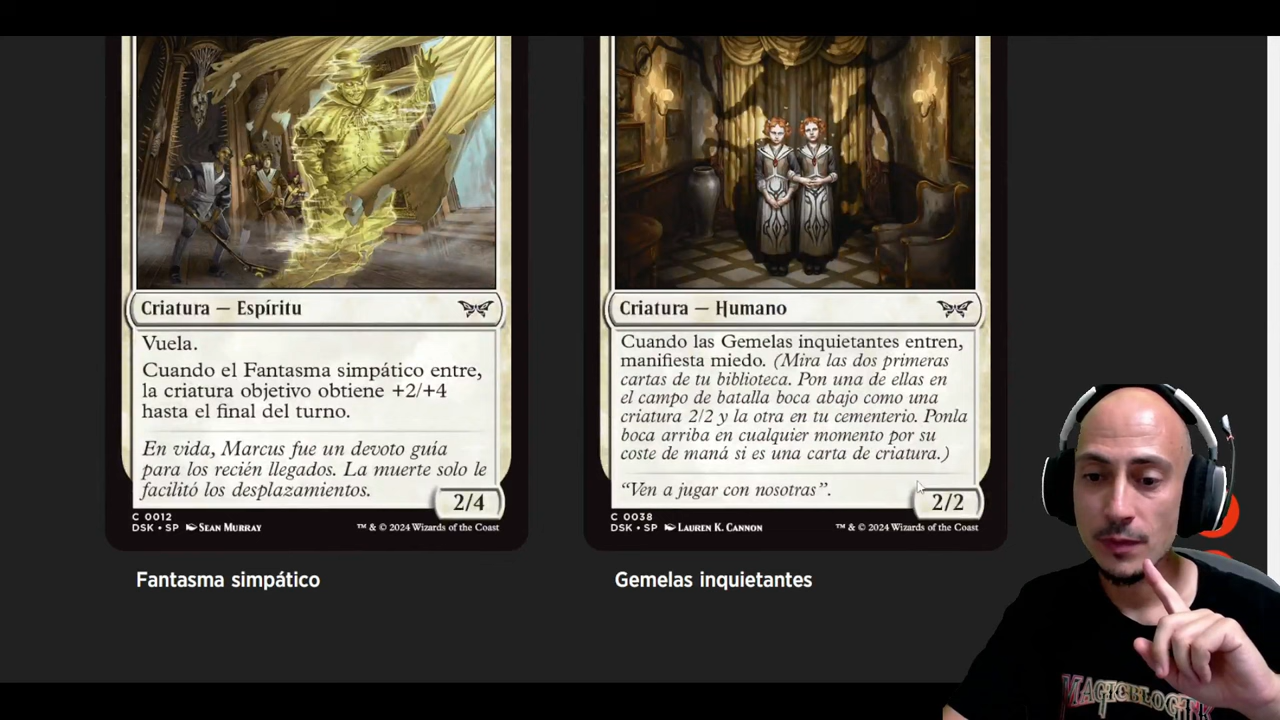 Criatura — Espíritu
Vuela.
Cuando el Fantasma simpático entre,
la criatura objetivo obtiene +2/+4
hasta el final del turno.
En vida, Marcus fue un devoto guía
para los recién llegados. La muerte solo le
facilitó los desplazamientos.
2/4
C 0012
DSK • SP SEAN MURRAY
™ & © 2024 Wizards of the Coast
Fantasma simpático
Criatura — Humano
Cuando las Gemelas inquietantes entren,
manifiesta miedo. (Mira las dos primeras
cartas de tu biblioteca. Pon una de ellas en
el campo de batalla boca abajo como una
criatura 2/2 y la otra en tu cementerio. Ponla
boca arriba en cualquier momento por su
coste de maná si es una carta de criatura.)
“Ven a jugar con nosotras”.
2/2
C 0038
DSK • SP LAUREN K. CANNON
™ & © 2024 Wizards of the Coast
Gemelas inquietantes